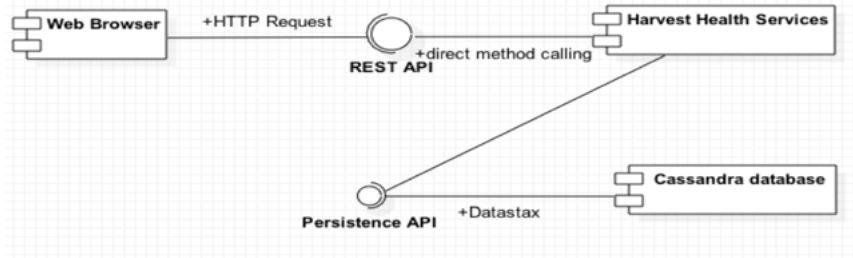 Web Browser
+HTTP Request
Harvest Health Services
+direct method calling
REST API
Cassandra database
+Datastax
Persistence API